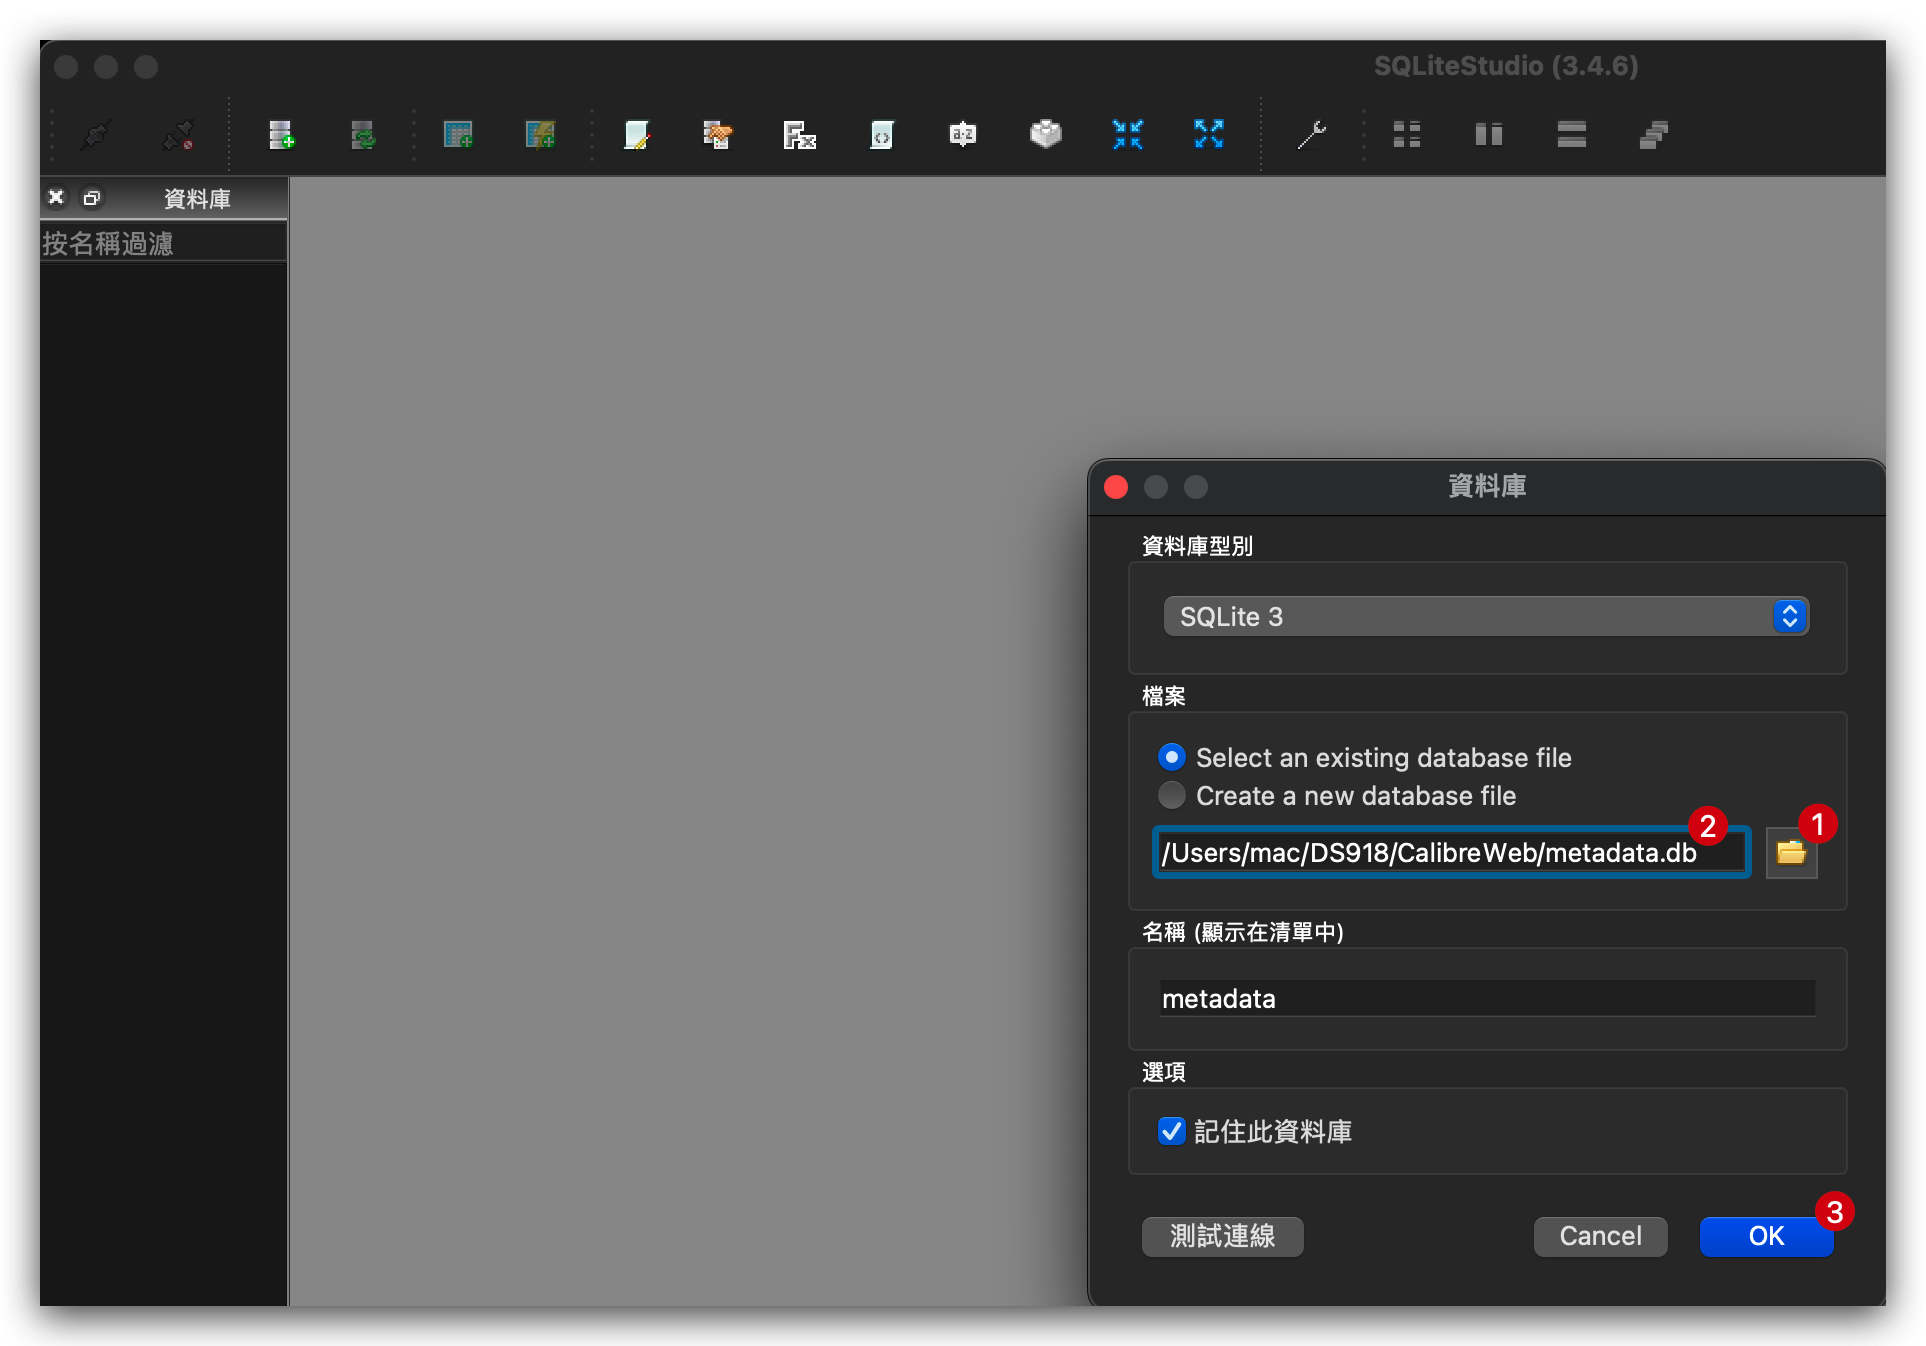 SQLiteStudio (3.4.6)
資料庫
按名稱過濾
資料庫
資料庫型別
SQLite 3
檔案
Select an existing database file
Create a new database file
2
1
/Users/mac/DS918/CalibreWeb/metadata.db
名稱 (顯示在清單中)
metadata
選項
記住此資料庫
3
測試連線
Cancel
OK